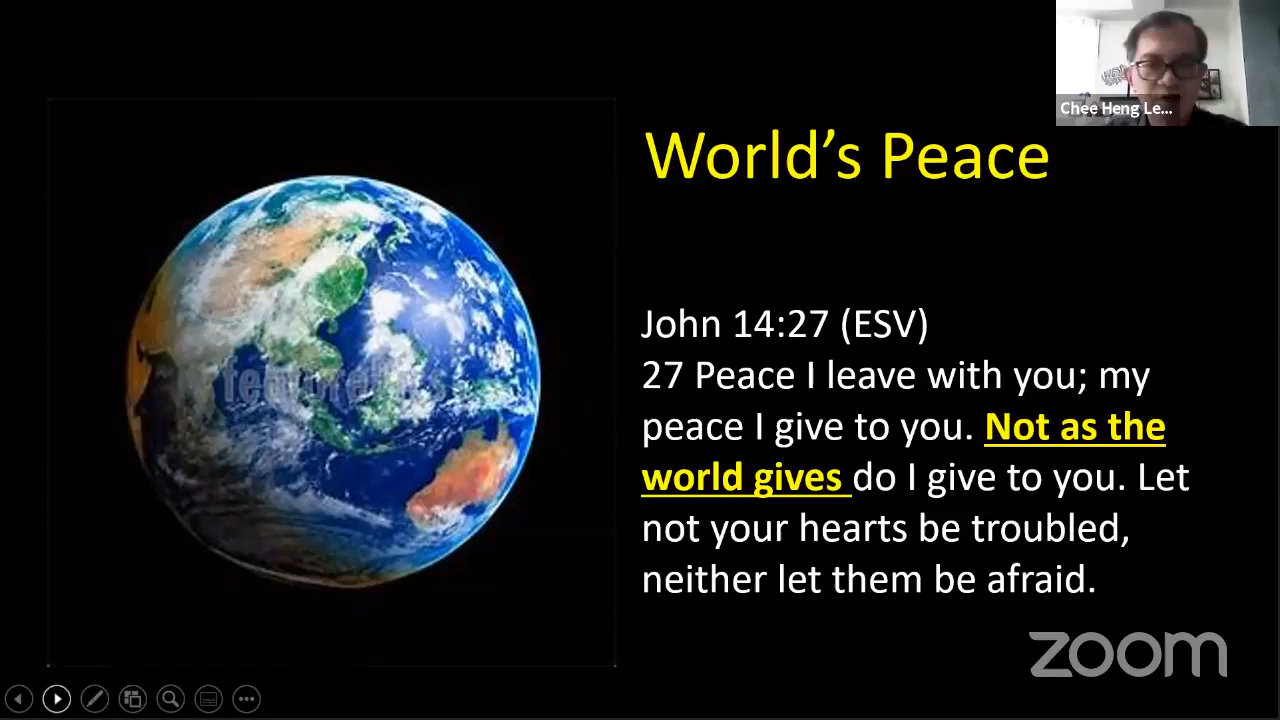 Chee Heng Le...
World's Peace
John 14:27 (ESV)
27 Peace I leave with you; my
peace I give to you. Not as the
world gives do I give to you. Let
not your hearts be troubled,
neither let them be afraid.
zoom